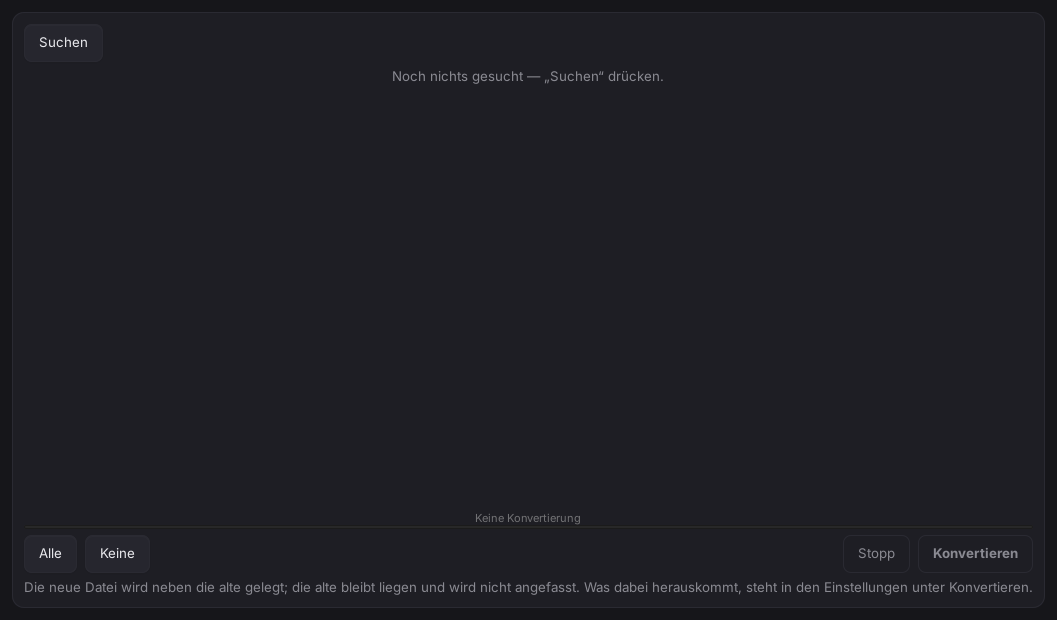 Suchen
Noch nichts gesucht — „Suchen“ drücken.
Keine Konvertierung
Alle Keine Stopp Konvertieren
Die neue Datei wird neben die alte gelegt; die alte bleibt liegen und wird nicht angefasst. Was dabei herauskommt, steht in den Einstellungen unter Konvertieren.